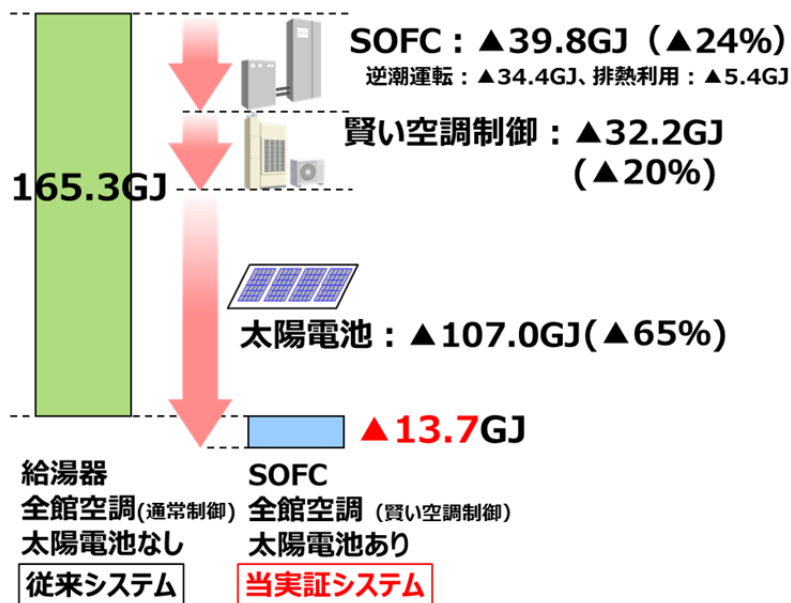 SOFC：▲39.8GJ（▲24%）
逆潮運転：▲34.4GJ、排熱利用：▲5.4GJ
賢い空調制御：▲32.2GJ
(▲20%)
165.3GJ
太陽電池：▲107.0GJ(▲65%)
▲13.7GJ
給湯器
全館空調(通常制御)
太陽電池なし
従来システム
SOFC
全館空調（賢い空調制御）
太陽電池あり
当実証システム